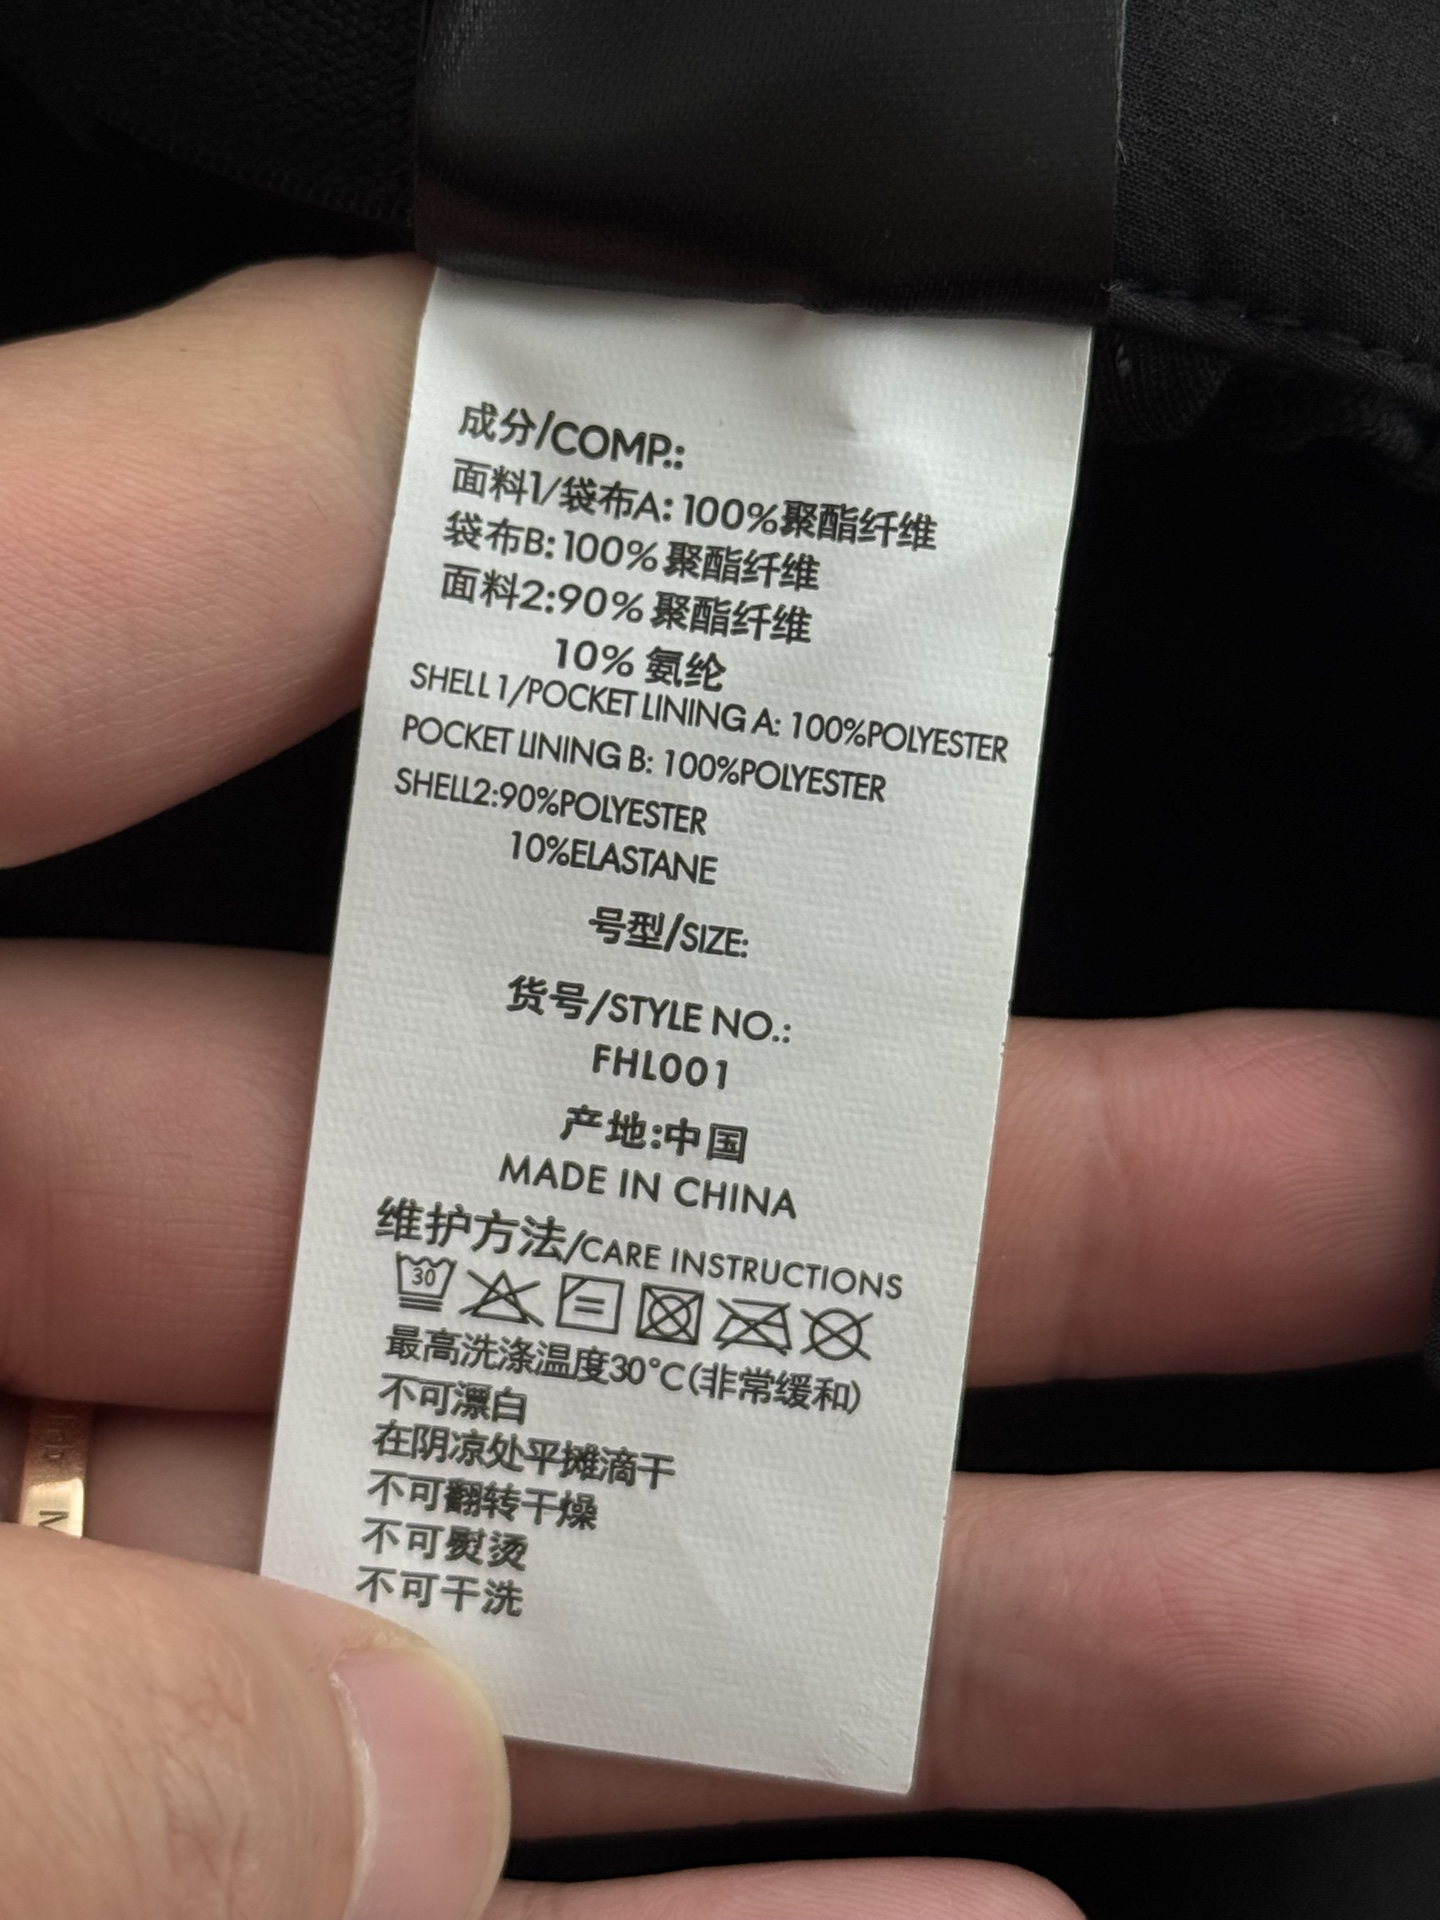 成分/COMP.:
面料1/袋布A: 100%聚酯纤维
袋布B: 100% 聚酯纤维
面料2:90% 聚酯纤维
10% 氨纶
SHELL 1/POCKET LINING A: 100%POLYESTER
POCKET LINING B: 100%POLYESTER
SHELL2:90%POLYESTER
10%ELASTANE
号型/SIZE:
货号/STYLE NO.:
FHL001
产地:中国
MADE IN CHINA
维护方法/CARE INSTRUCTIONS
30
最高洗涤温度30°C(非常缓和)
不可漂白
在阴凉处平摊滴干
不可翻转干燥
不可熨烫
不可干洗